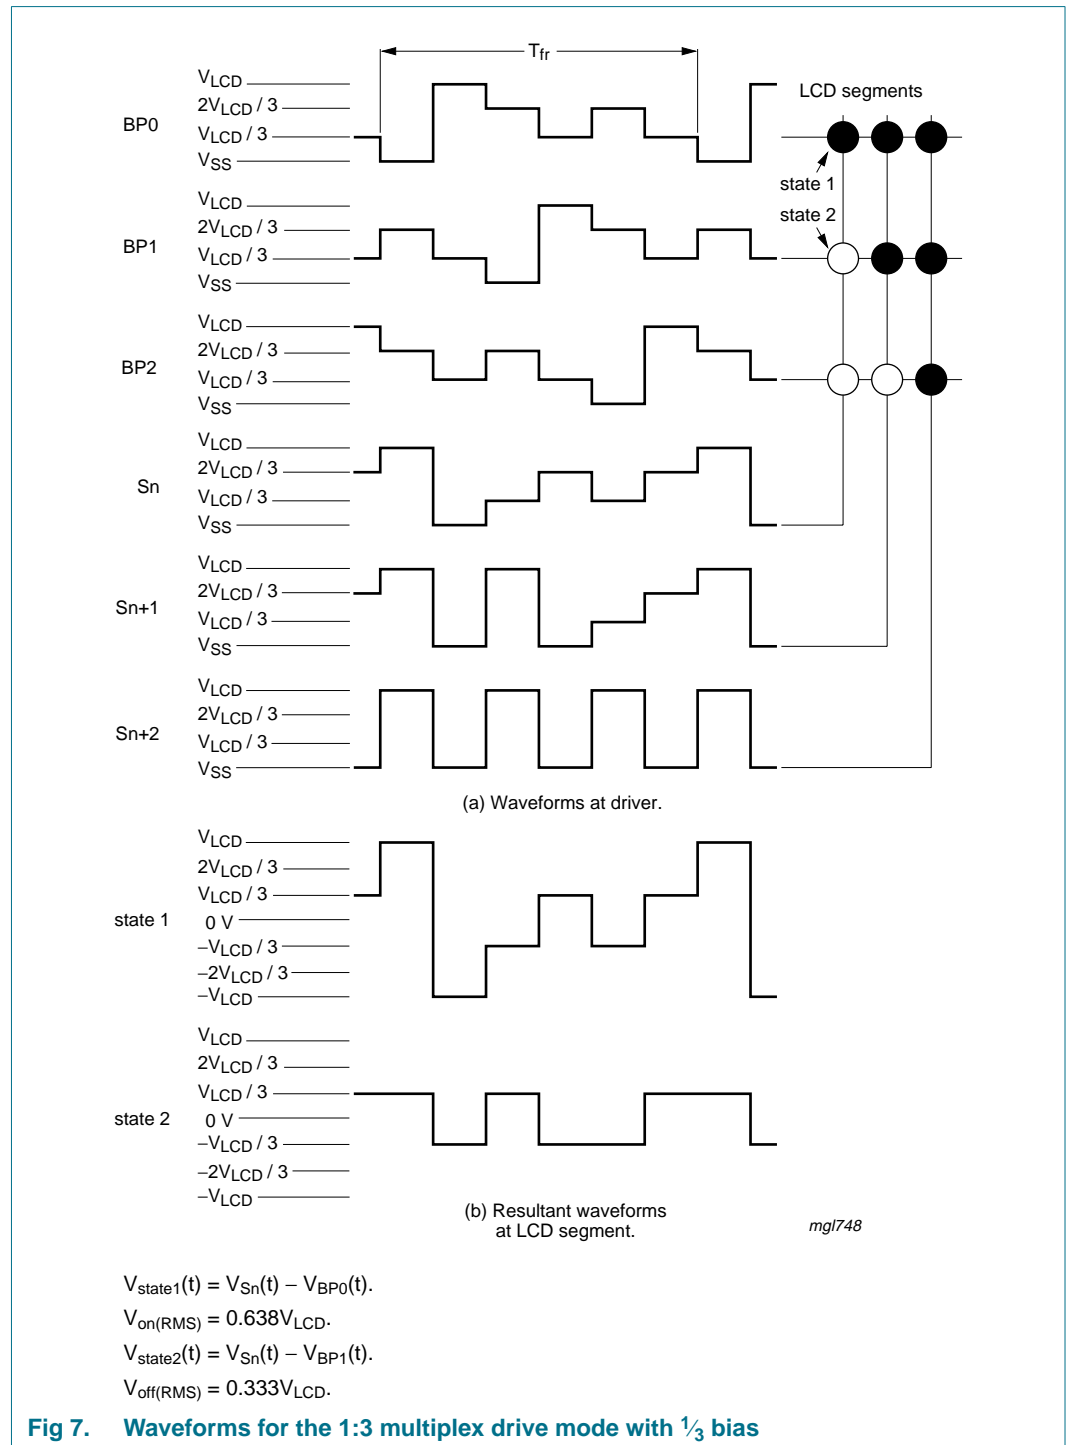 Tfr
VLCD
2VLCD / 3
BP0
VLCD / 3
VSS
LCD segments
state 1
VLCD
2VLCD / 3
BP1
VLCD / 3
VSS
state 2
VLCD
2VLCD / 3
BP2
VLCD / 3
VSS
VLCD
2VLCD / 3
Sn
VLCD / 3
VSS
VLCD
2VLCD / 3
Sn+1
VLCD / 3
VSS
VLCD
2VLCD / 3
Sn+2
VLCD / 3
VSS
(a) Waveforms at driver.
VLCD
2VLCD / 3
VLCD / 3
state 1
0 V
−VLCD / 3
−2VLCD / 3
−VLCD
VLCD
2VLCD / 3
VLCD / 3
state 2
0 V
−VLCD / 3
−2VLCD / 3
−VLCD
(b) Resultant waveforms
at LCD segment.
mgl748
Vstate1(t) = VSn(t) − VBP0(t).
Von(RMS) = 0.638VLCD.
Vstate2(t) = VSn(t) − VBP1(t).
Voff(RMS) = 0.333VLCD.
Fig 7. Waveforms for the 1:3 multiplex drive mode with 1⁄3 bias